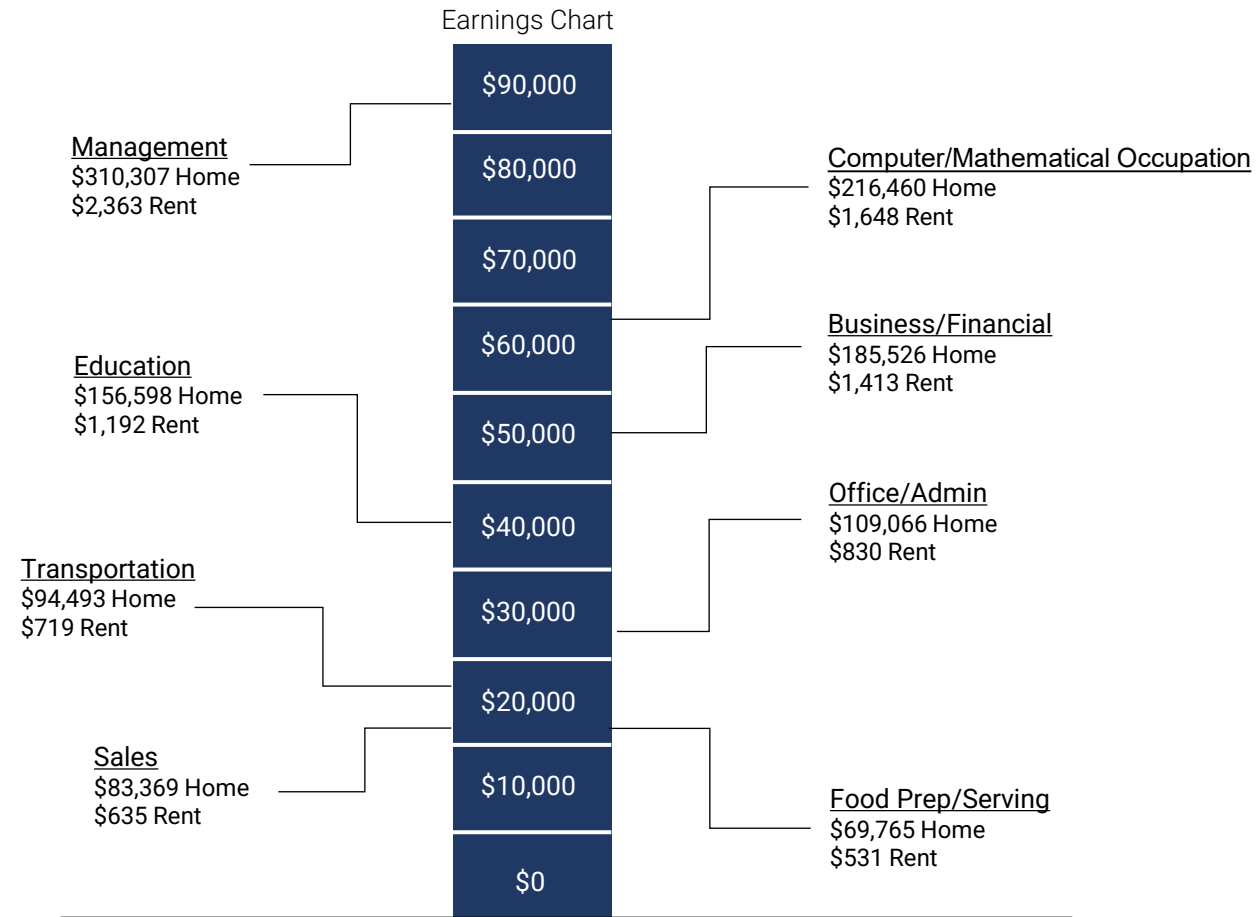 Earnings Chart
$90,000
$80,000
$70,000
$60,000
$50,000
$40,000
$30,000
$20,000
$10,000
$0
Management
$310,307 Home
$2,363 Rent
Education
$156,598 Home
$1,192 Rent
Transportation
$94,493 Home
$719 Rent
Sales
$83,369 Home
$635 Rent
Computer/Mathematical Occupation
$216,460 Home
$1,648 Rent
Business/Financial
$185,526 Home
$1,413 Rent
Office/Admin
$109,066 Home
$830 Rent
Food Prep/Serving
$69,765 Home
$531 Rent